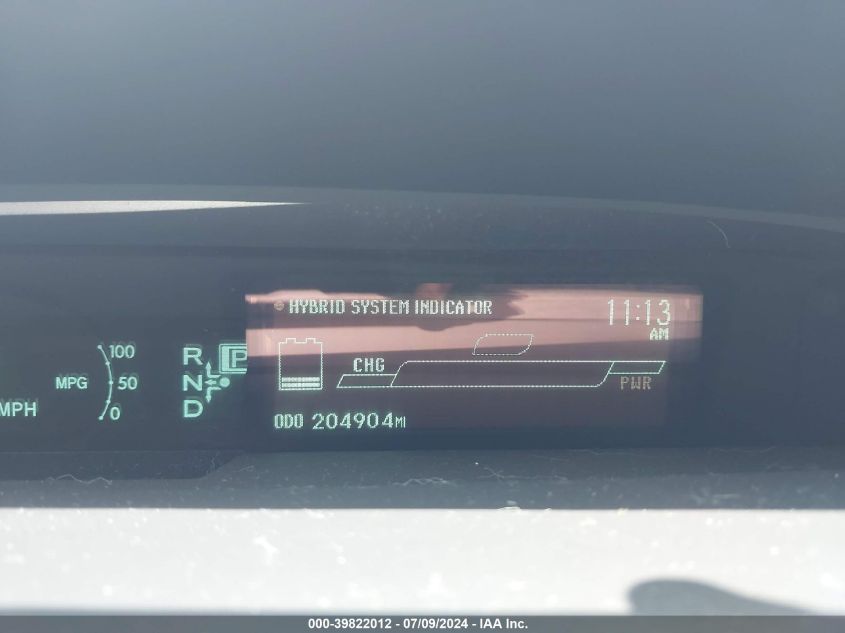 HYBRID SYSTEM INDICATOR
11:13
AM
100
MPG 50
0
MPH
R P
N
D
CHG
PWR
ODO 204904MI
000-39822012 - 07/09/2024 - IAA Inc.